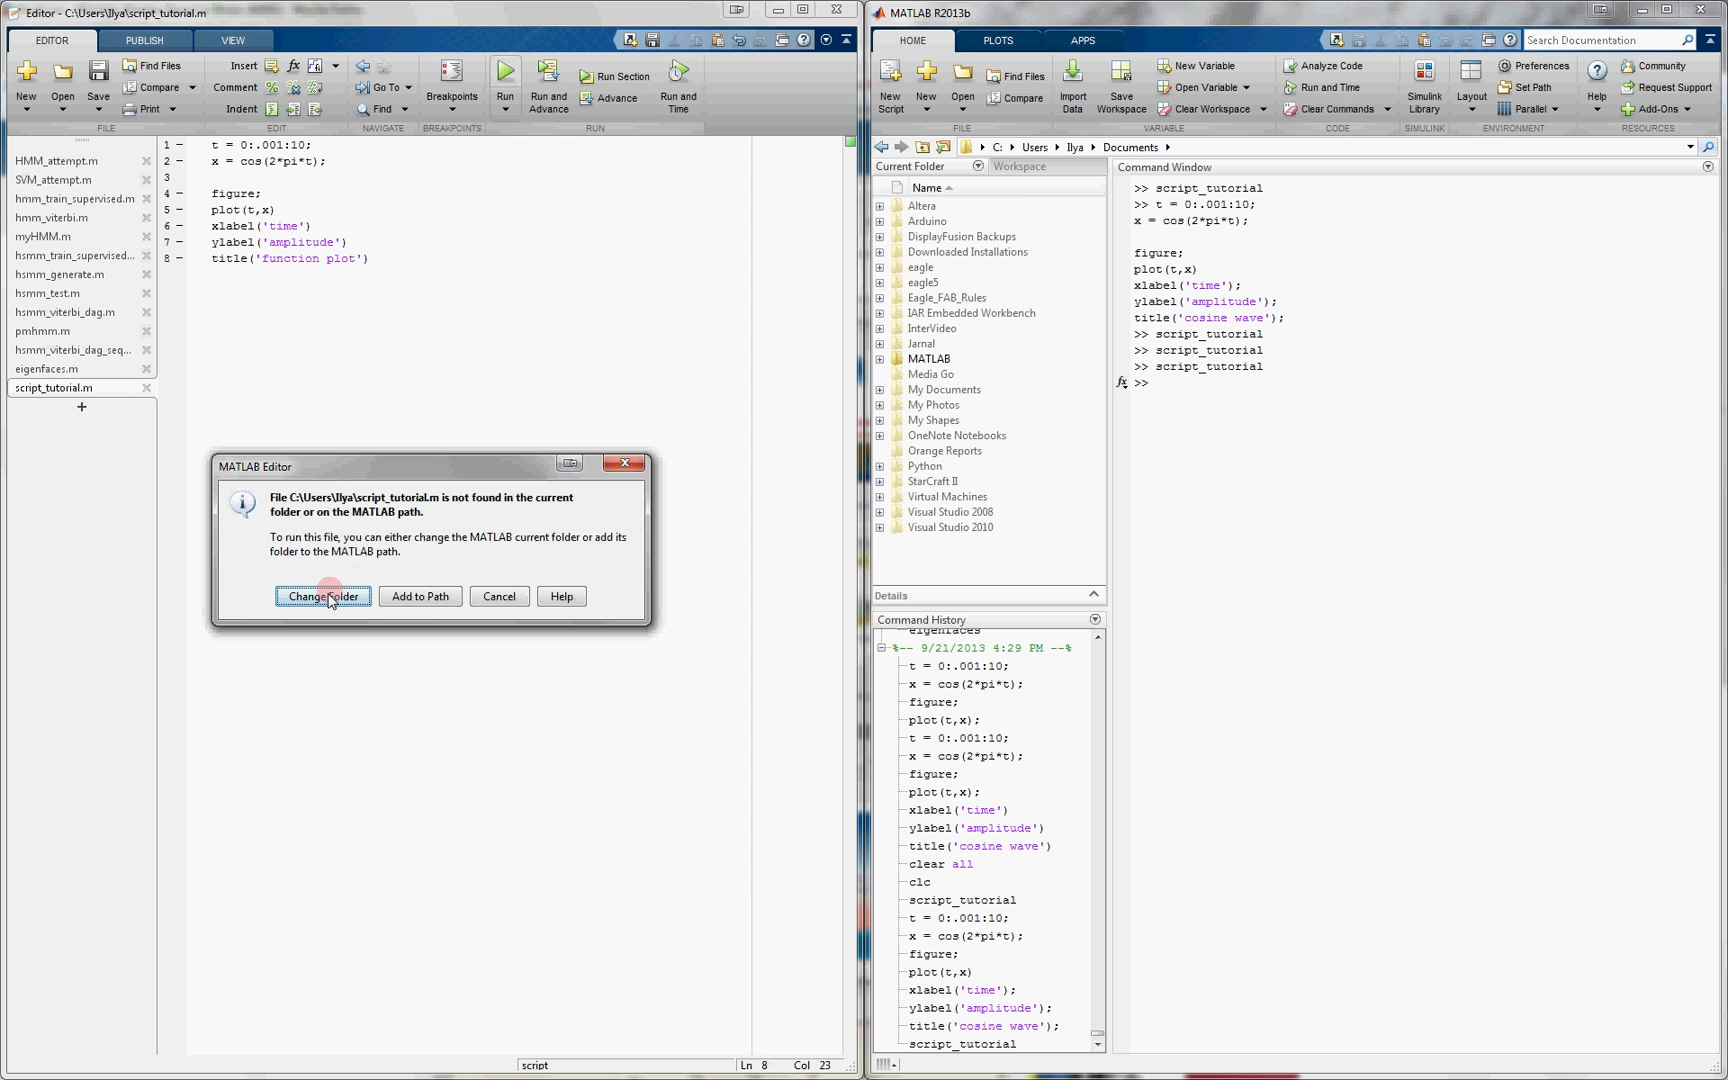 Editor - C:\Users\Ilya\script_tutorial.m
EDITOR PUBLISH VIEW
New Open Save
Find Files
Compare
Print
Insert
Comment
Indent
Go To
Find
Breakpoints
Run
Run and Advance
Run Section
Advance
Run and Time
FILE EDIT NAVIGATE BREAKPOINTS RUN
HMM_attempt.m
SVM_attempt.m
hmm_train_supervised.m
hmm_viterbi.m
myHMM.m
hsmm_train_supervised...
hsmm_generate.m
hsmm_test.m
hsmm_viterbi_dag.m
pmhmm.m
hsmm_viterbi_dag_seq...
eigenfaces.m
script_tutorial.m
+
1 – t = 0:.001:10;
2 – x = cos(2*pi*t);
3
4 – figure;
5 – plot(t,x)
6 – xlabel('time')
7 – ylabel('amplitude')
8 – title('function plot')
MATLAB Editor
File C:\Users\Ilya\script_tutorial.m is not found in the current
folder or on the MATLAB path.
To run this file, you can either change the MATLAB current folder or add its
folder to the MATLAB path.
Change Folder Add to Path Cancel Help
script Ln 8 Col 23
MATLAB R2013b
HOME PLOTS APPS
Search Documentation
New Script
New
Open
Find Files
Compare
Import Data
Save Workspace
New Variable
Open Variable
Clear Workspace
Analyze Code
Run and Time
Clear Commands
Simulink Library
Layout
Preferences
Set Path
Parallel
Help
Community
Request Support
Add-Ons
FILE VARIABLE CODE SIMULINK ENVIRONMENT RESOURCES
C: Users Ilya Documents
Current Folder Workspace
Name
Altera
Arduino
DisplayFusion Backups
Downloaded Installations
eagle
eagle5
Eagle_FAB_Rules
IAR Embedded Workbench
InterVideo
Jarnal
MATLAB
Media Go
My Documents
My Photos
My Shapes
OneNote Notebooks
Orange Reports
Python
StarCraft II
Virtual Machines
Visual Studio 2008
Visual Studio 2010
Details
Command History
eigenfaces
%-- 9/21/2013 4:29 PM --%
t = 0:.001:10;
x = cos(2*pi*t);
figure;
plot(t,x);
t = 0:.001:10;
x = cos(2*pi*t);
figure;
plot(t,x);
xlabel('time')
ylabel('amplitude')
title('cosine wave')
clear all
clc
script_tutorial
t = 0:.001:10;
x = cos(2*pi*t);
figure;
plot(t,x)
xlabel('time');
ylabel('amplitude');
title('cosine wave');
script_tutorial
Command Window
>> script_tutorial
>> t = 0:.001:10;
x = cos(2*pi*t);
figure;
plot(t,x)
xlabel('time');
ylabel('amplitude');
title('cosine wave');
>> script_tutorial
>> script_tutorial
>> script_tutorial
fx >>